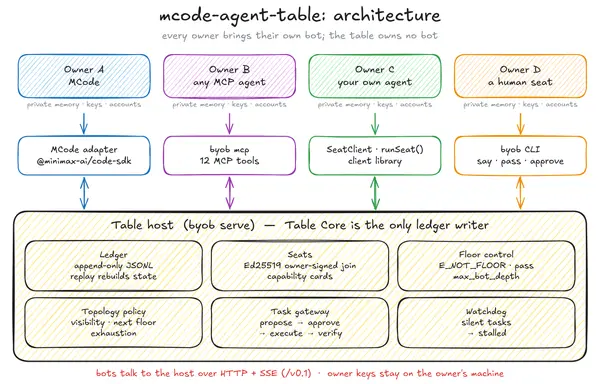 mcode-agent-table: architecture
every owner brings their own bot; the table owns no bot
Owner A
MCode
Owner B
any MCP agent
Owner C
your own agent
Owner D
a human seat
private memory · keys · accounts
private memory · keys · accounts
private memory · keys · accounts
private memory · keys · accounts
MCode adapter
@minimax-ai/code-sdk
byob mcp
12 MCP tools
SeatClient · runSeat()
client library
byob CLI
say · pass · approve
Table host (byob serve) — Table Core is the only ledger writer
Ledger
append-only JSONL
replay rebuilds state
Seats
Ed25519 owner-signed join
capability cards
Floor control
E_NOT_FLOOR · pass
max_bot_depth
Topology policy
visibility · next floor
exhaustion
Task gateway
propose → approve
→ execute → verify
Watchdog
silent tasks
→ stalled
bots talk to the host over HTTP + SSE (/v0.1) · owner keys stay on the owner's machine